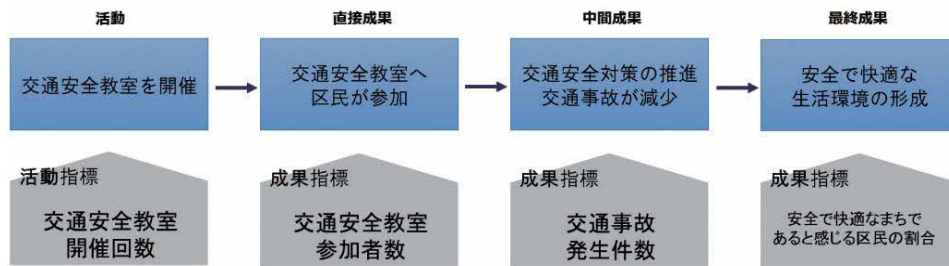 活動
直接成果
中間成果
最終成果
交通安全教室を開催
交通安全教室へ
区民が参加
交通安全対策の推進
交通事故が減少
安全で快適な
生活環境の形成
活動指標
交通安全教室
開催回数
成果指標
交通安全教室
参加者数
成果指標
交通事故
発生件数
成果指標
安全で快適なまちで
あると感じる区民の割合